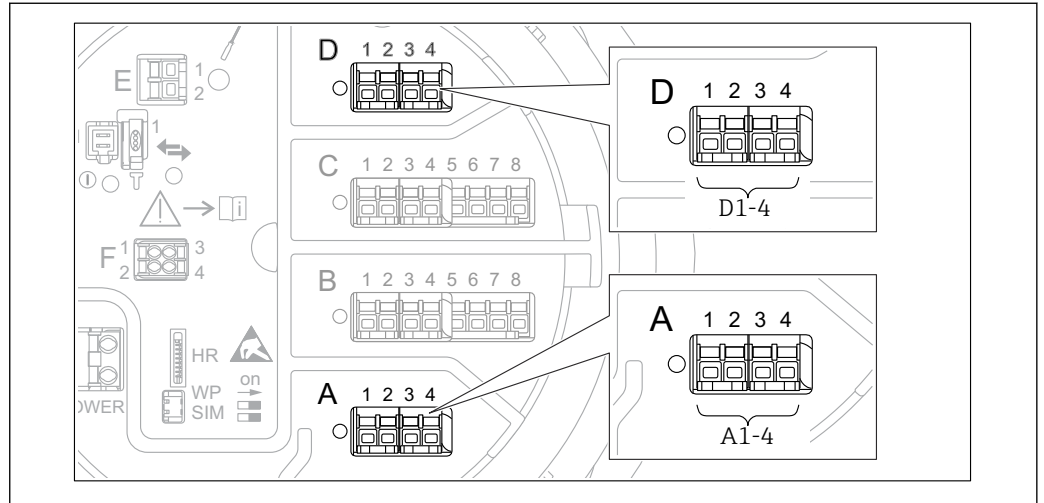 D 1 2 3 4
E 1
2
1
D 1 2 3 4
D1-4
C 1 2 3 4 5 6 7 8
i
F 1 3
2 4
B 1 2 3 4 5 6 7 8
A 1 2 3 4
A1-4
HR
WP on
SIM
OWER
A 1 2 3 4